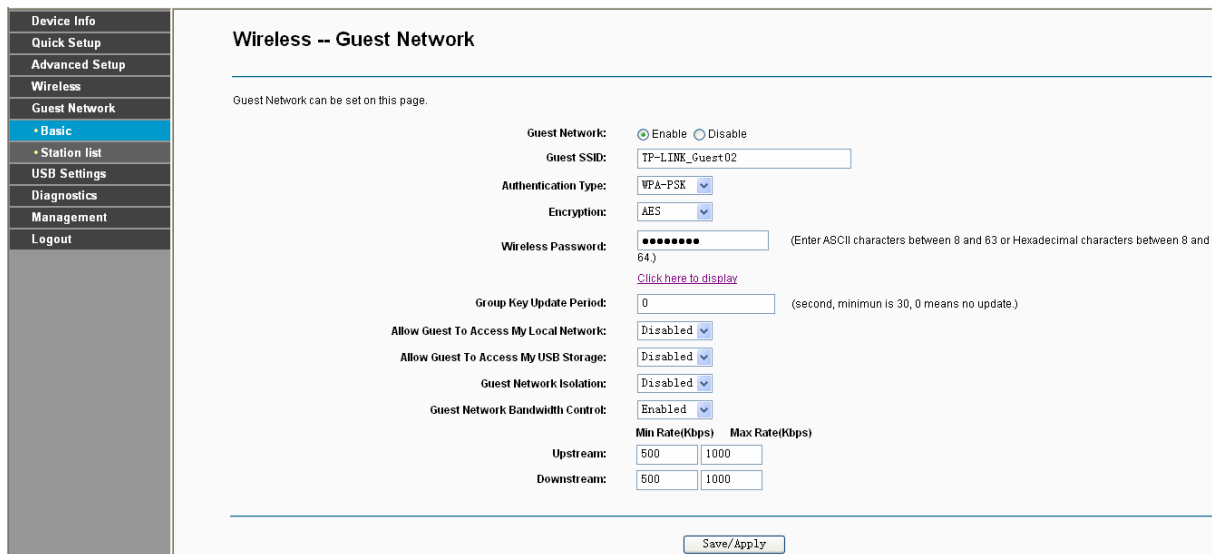 Device Info
Quick Setup
Advanced Setup
Wireless
Guest Network
•Basic
•Station list
USB Settings
Diagnostics
Management
Logout
Wireless -- Guest Network
Guest Network can be set on this page.
Guest Network: Enable Disable
Guest SSID: TP-LINK_Guest02
Authentication Type: WPA-PSK
Encryption: AES
Wireless Password: ●●●●●●●● (Enter ASCII characters between 8 and 63 or Hexadecimal characters between 8 and
64.)
Click here to display
Group Key Update Period: 0 (second, minimun is 30, 0 means no update.)
Allow Guest To Access My Local Network: Disabled
Allow Guest To Access My USB Storage: Disabled
Guest Network Isolation: Disabled
Guest Network Bandwidth Control: Enabled
Min Rate(Kbps) Max Rate(Kbps)
Upstream: 500 1000
Downstream: 500 1000
Save/Apply